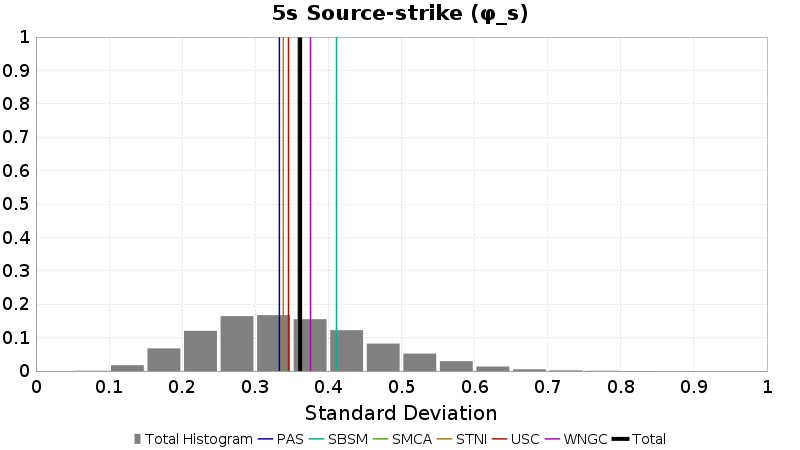 5s Source-strike (φ_s)
1
0.9
0.8
0.7
0.6
0.5
0.4
0.3
0.2
0.1
0
0 0.1 0.2 0.3 0.4 0.5 0.6 0.7 0.8 0.9 1
Standard Deviation
Total Histogram PAS SBSM SMCA STNI USC WNGC Total